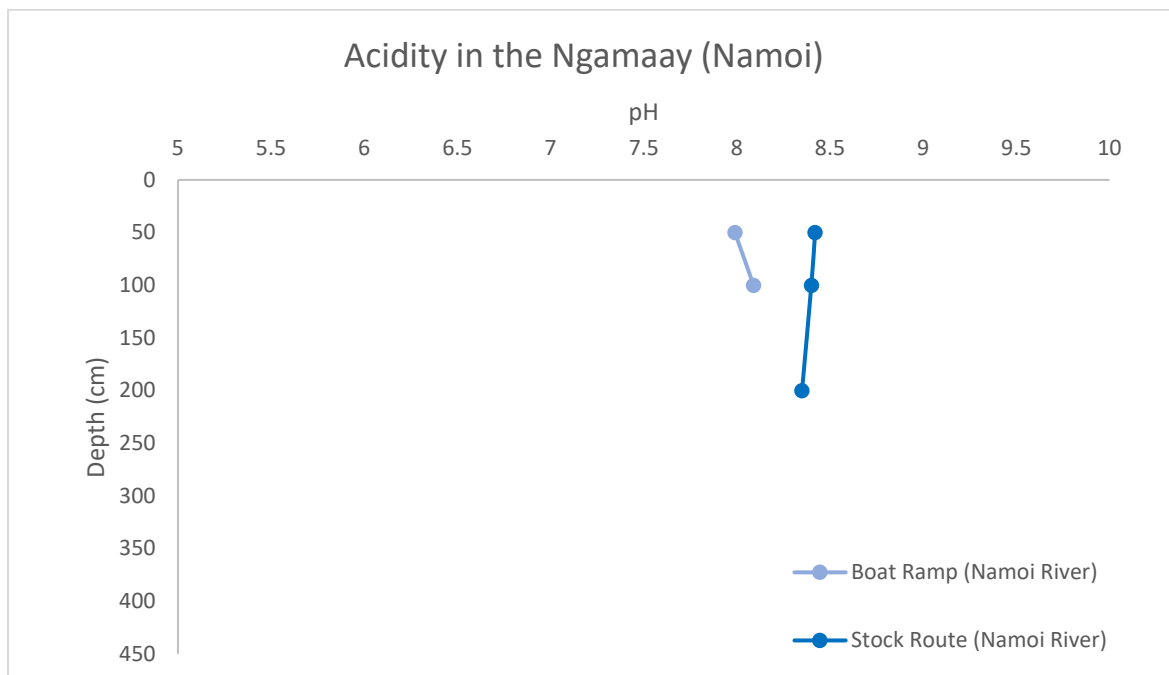 Acidity in the Ngamaay (Namoi)
pH
5 5.5 6 6.5 7 7.5 8 8.5 9 9.5 10
0
50
100
150
200
250
300
350
400
450
Depth (cm)
Boat Ramp (Namoi River)
Stock Route (Namoi River)